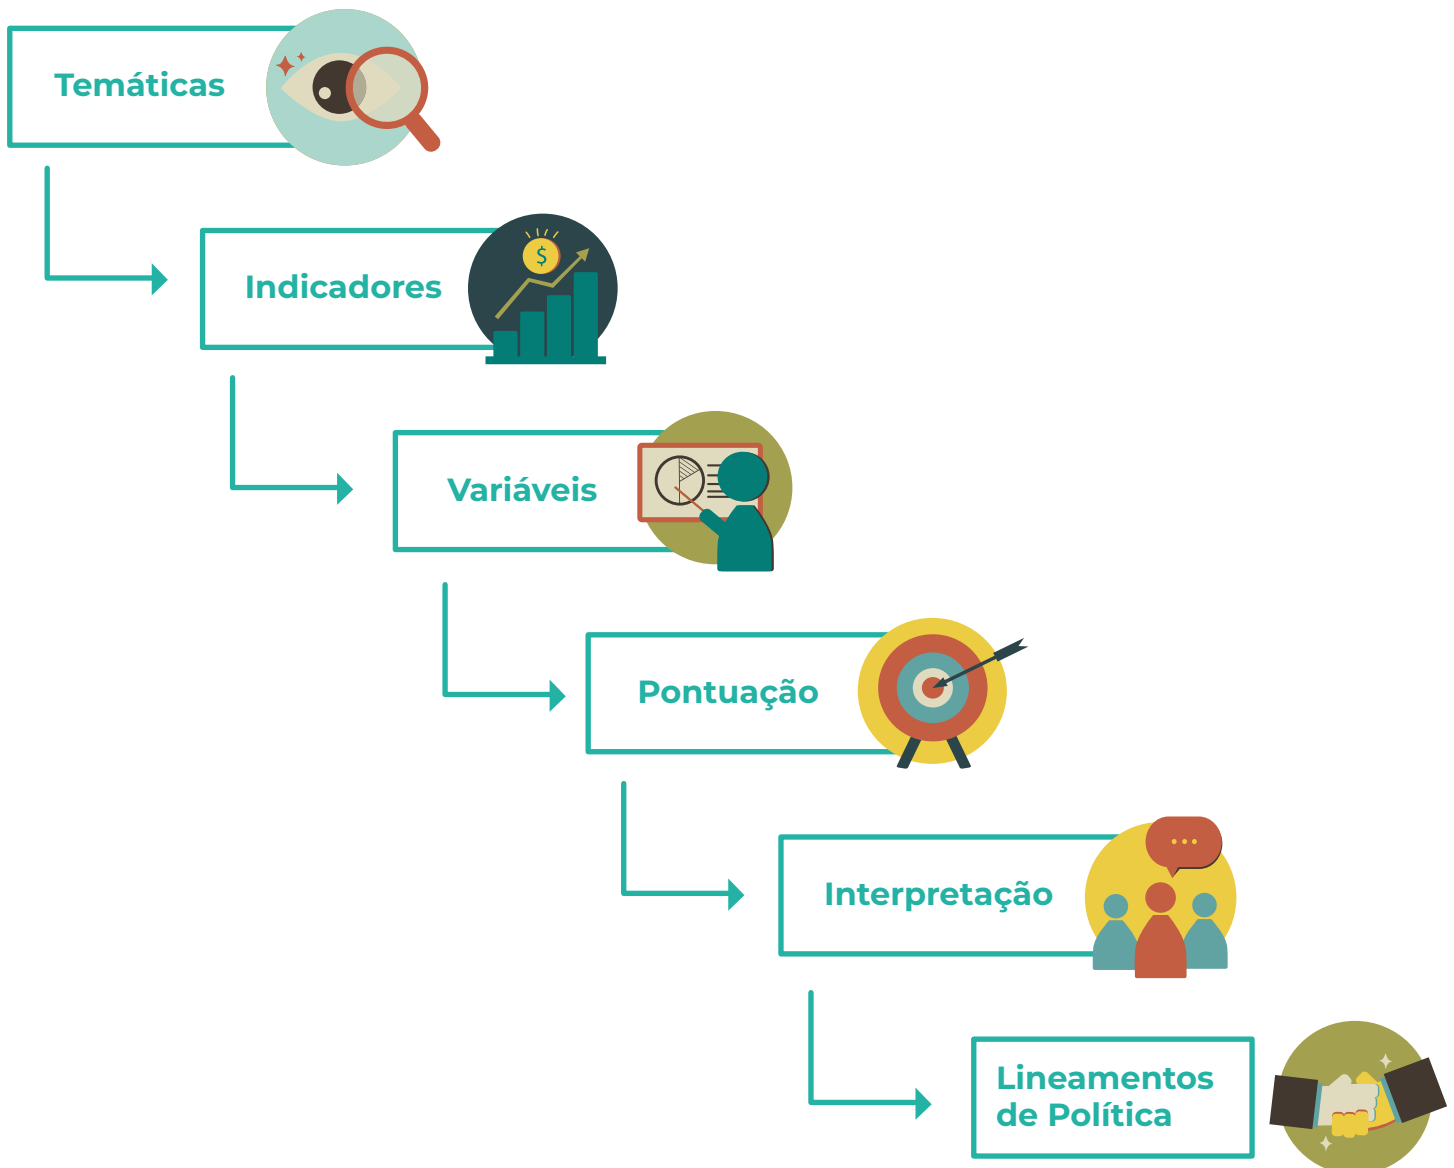 Temáticas
Indicadores
$
Variáveis
Pontuação
Interpretação
Lineamentos
de Política